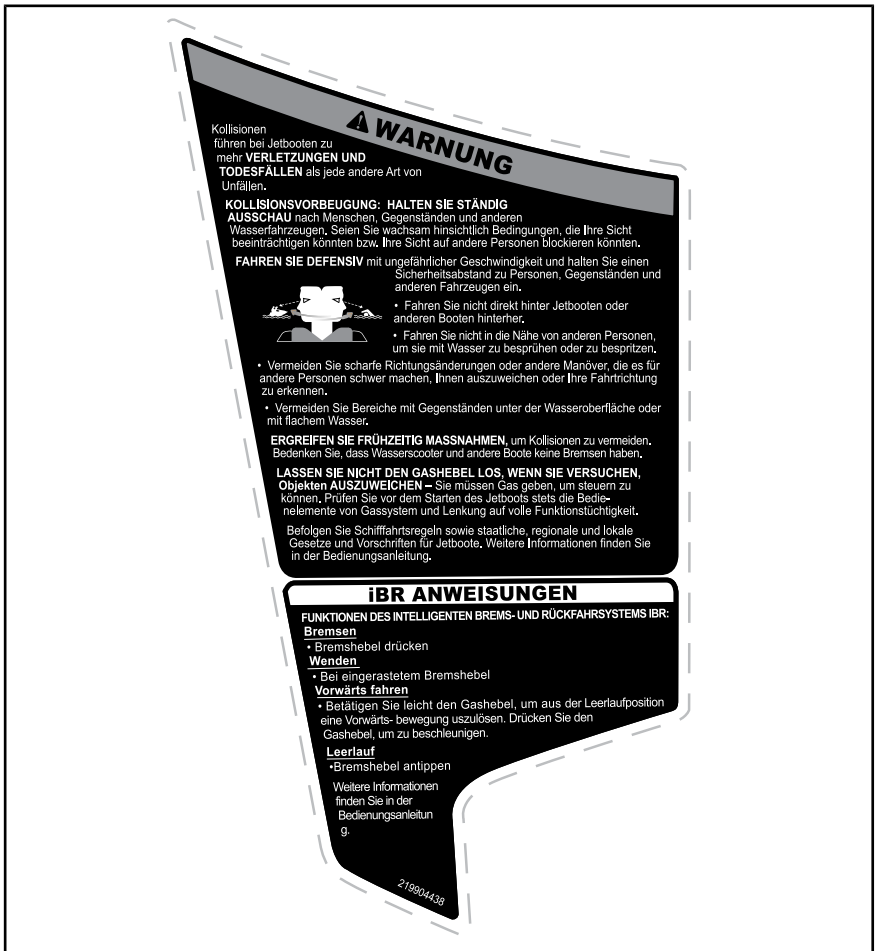 WARNUNG
Kollisionen
führen bei Jetbooten zu
mehr VERLETZUNGEN UND
TODESFÄLLEN als jede andere Art von
Unfällen.
KOLLISIONSVORBEUGUNG: HALTEN SIE STÄNDIG
AUSSCHAU nach Menschen, Gegenständen und anderen
Wasserfahrzeugen. Seien Sie wachsam hinsichtlich Bedingungen, die Ihre Sicht
beeinträchtigen könnten bzw. Ihre Sicht auf andere Personen blockieren könnten.
FAHREN SIE DEFENSIV mit ungefährlicher Geschwindigkeit und halten Sie einen
Sicherheitsabstand zu Personen, Gegenständen und
anderen Fahrzeugen ein.
• Fahren Sie nicht direkt hinter Jetbooten oder
anderen Booten hinterher.
• Fahren Sie nicht in die Nähe von anderen Personen,
um sie mit Wasser zu besprühen oder zu bespritzen.
• Vermeiden Sie scharfe Richtungsänderungen oder andere Manöver, die es für
andere Personen schwer machen, Ihnen auszuweichen oder Ihre Fahrtrichtung
zu erkennen.
• Vermeiden Sie Bereiche mit Gegenständen unter der Wasseroberfläche oder
mit flachem Wasser.
ERGREIFEN SIE FRÜHZEITIG MASSNAHMEN, um Kollisionen zu vermeiden.
Bedenken Sie, dass Wasserscooter und andere Boote keine Bremsen haben.
LASSEN SIE NICHT DEN GASHEBEL LOS, WENN SIE VERSUCHEN,
Objekten AUSZUWEICHEN – Sie müssen Gas geben, um steuern zu
können. Prüfen Sie vor dem Starten des Jetboots stets die Bedie-
nelemente von Gassystem und Lenkung auf volle Funktionstüchtigkeit.
Befolgen Sie Schifffahrtsregeln sowie staatliche, regionale und lokale
Gesetze und Vorschriften für Jetboote. Weitere Informationen finden Sie
in der Bedienungsanleitung.
iBR ANWEISUNGEN
FUNKTIONEN DES INTELLIGENTEN BREMS- UND RÜCKFAHRSYSTEMS IBR:
Bremsen
• Bremshebel drücken
Wenden
• Bei eingerastetem Bremshebel
Vorwärts fahren
• Betätigen Sie leicht den Gashebel, um aus der Leerlaufposition
eine Vorwärts- bewegung uszulösen. Drücken Sie den
Gashebel, um zu beschleunigen.
Leerlauf
•Bremshebel antippen
Weitere Informationen
finden Sie in der
Bedienungsanleitun
g.
219904438